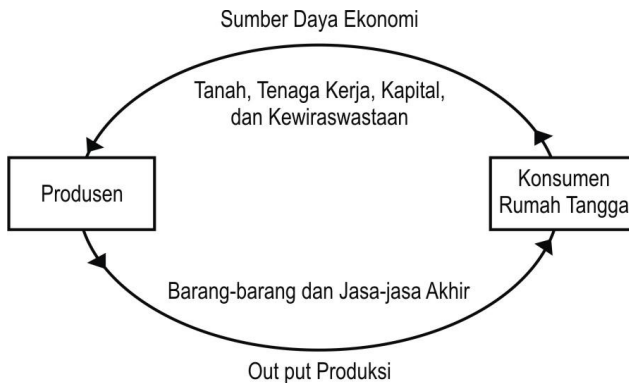 Sumber Daya Ekonomi
Tanah, Tenaga Kerja, Kapital,
dan Kewiraswastaan
Produsen
Konsumen
Rumah Tangga
Barang-barang dan Jasa-jasa Akhir
Out put Produksi